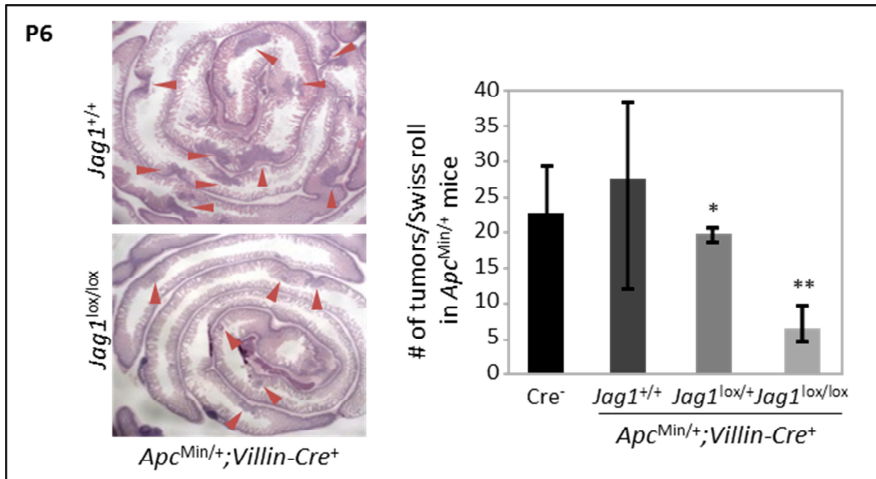 P6
Jag1+/+
Jag1lox/lox
ApcMin/+;Villin-Cre+
# of tumors/Swiss roll
in ApcMin/+ mice
40
35
30
25
20
15
10
5
0
*
**
Cre- Jag1+/+ Jag1lox/+ Jag1lox/lox
ApcMin/+;Villin-Cre+